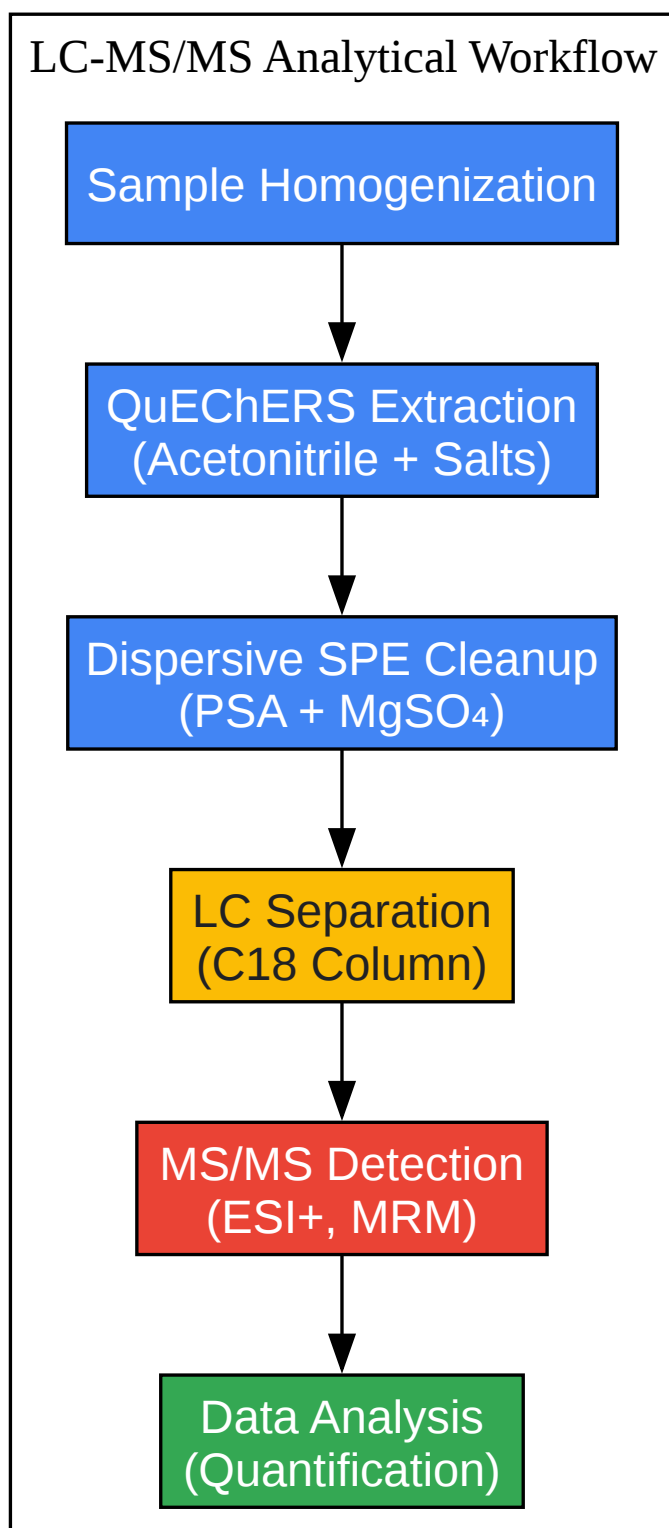 LC-MS/MS Analytical Workflow
Sample Homogenization
QuEChERS Extraction
(Acetonitrile + Salts)
Dispersive SPE Cleanup
(PSA + MgSO₄)
LC Separation
(C18 Column)
MS/MS Detection
(ESI+, MRM)
Data Analysis
(Quantification)